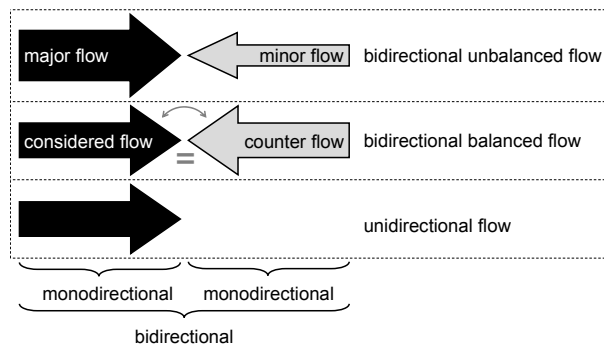 major flow minor flow bidirectional unbalanced flow
considered flow = counter flow bidirectional balanced flow
unidirectional flow
monodirectional monodirectional
bidirectional